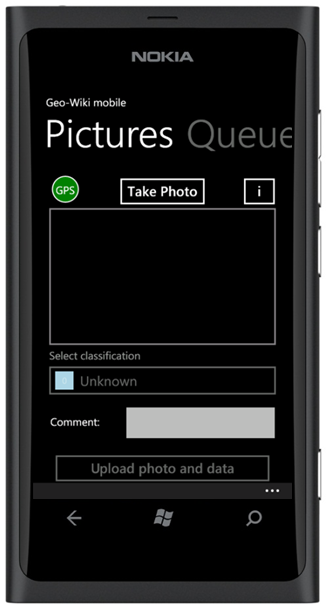 NOKIA
Geo-Wiki mobile
Pictures Queue
GPS Take Photo i
Select classification
Unknown
Comment:
Upload photo and data
...